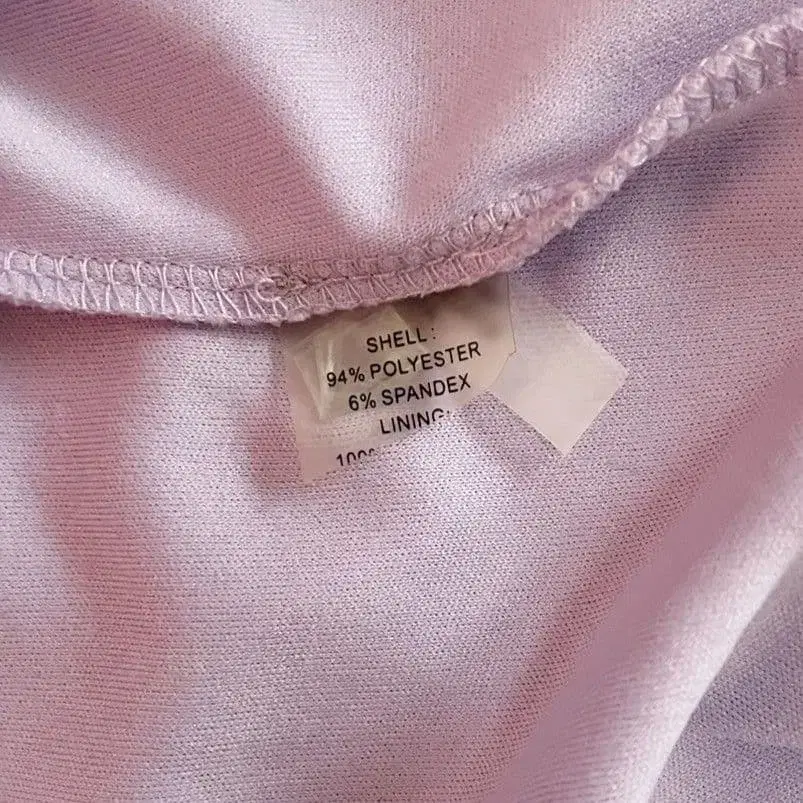 SHELL:
94% POLYESTER
6% SPANDEX
LINING: